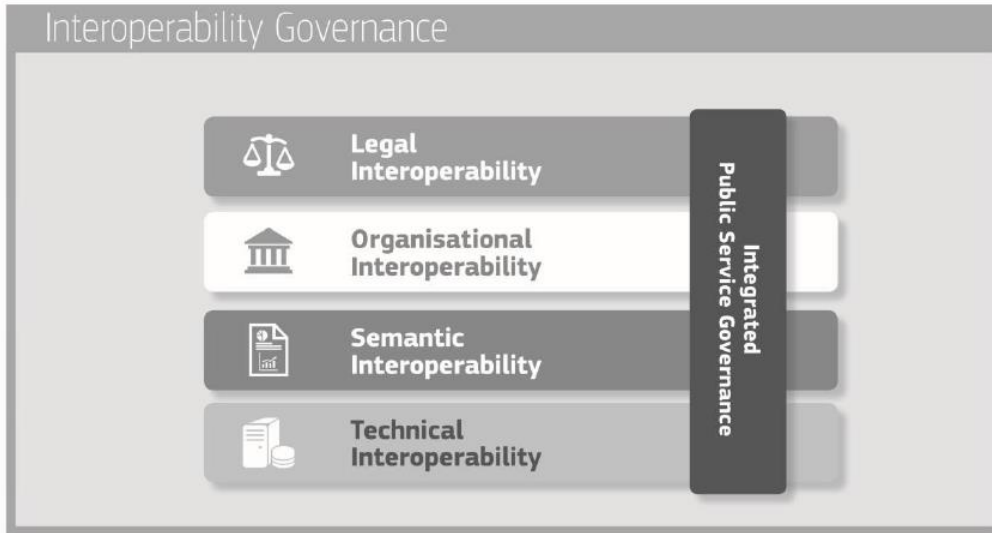 Interoperability Governance
Legal
Interoperability
Organisational
Interoperability
Semantic
Interoperability
Technical
Interoperability
Integrated
Public Service Governance